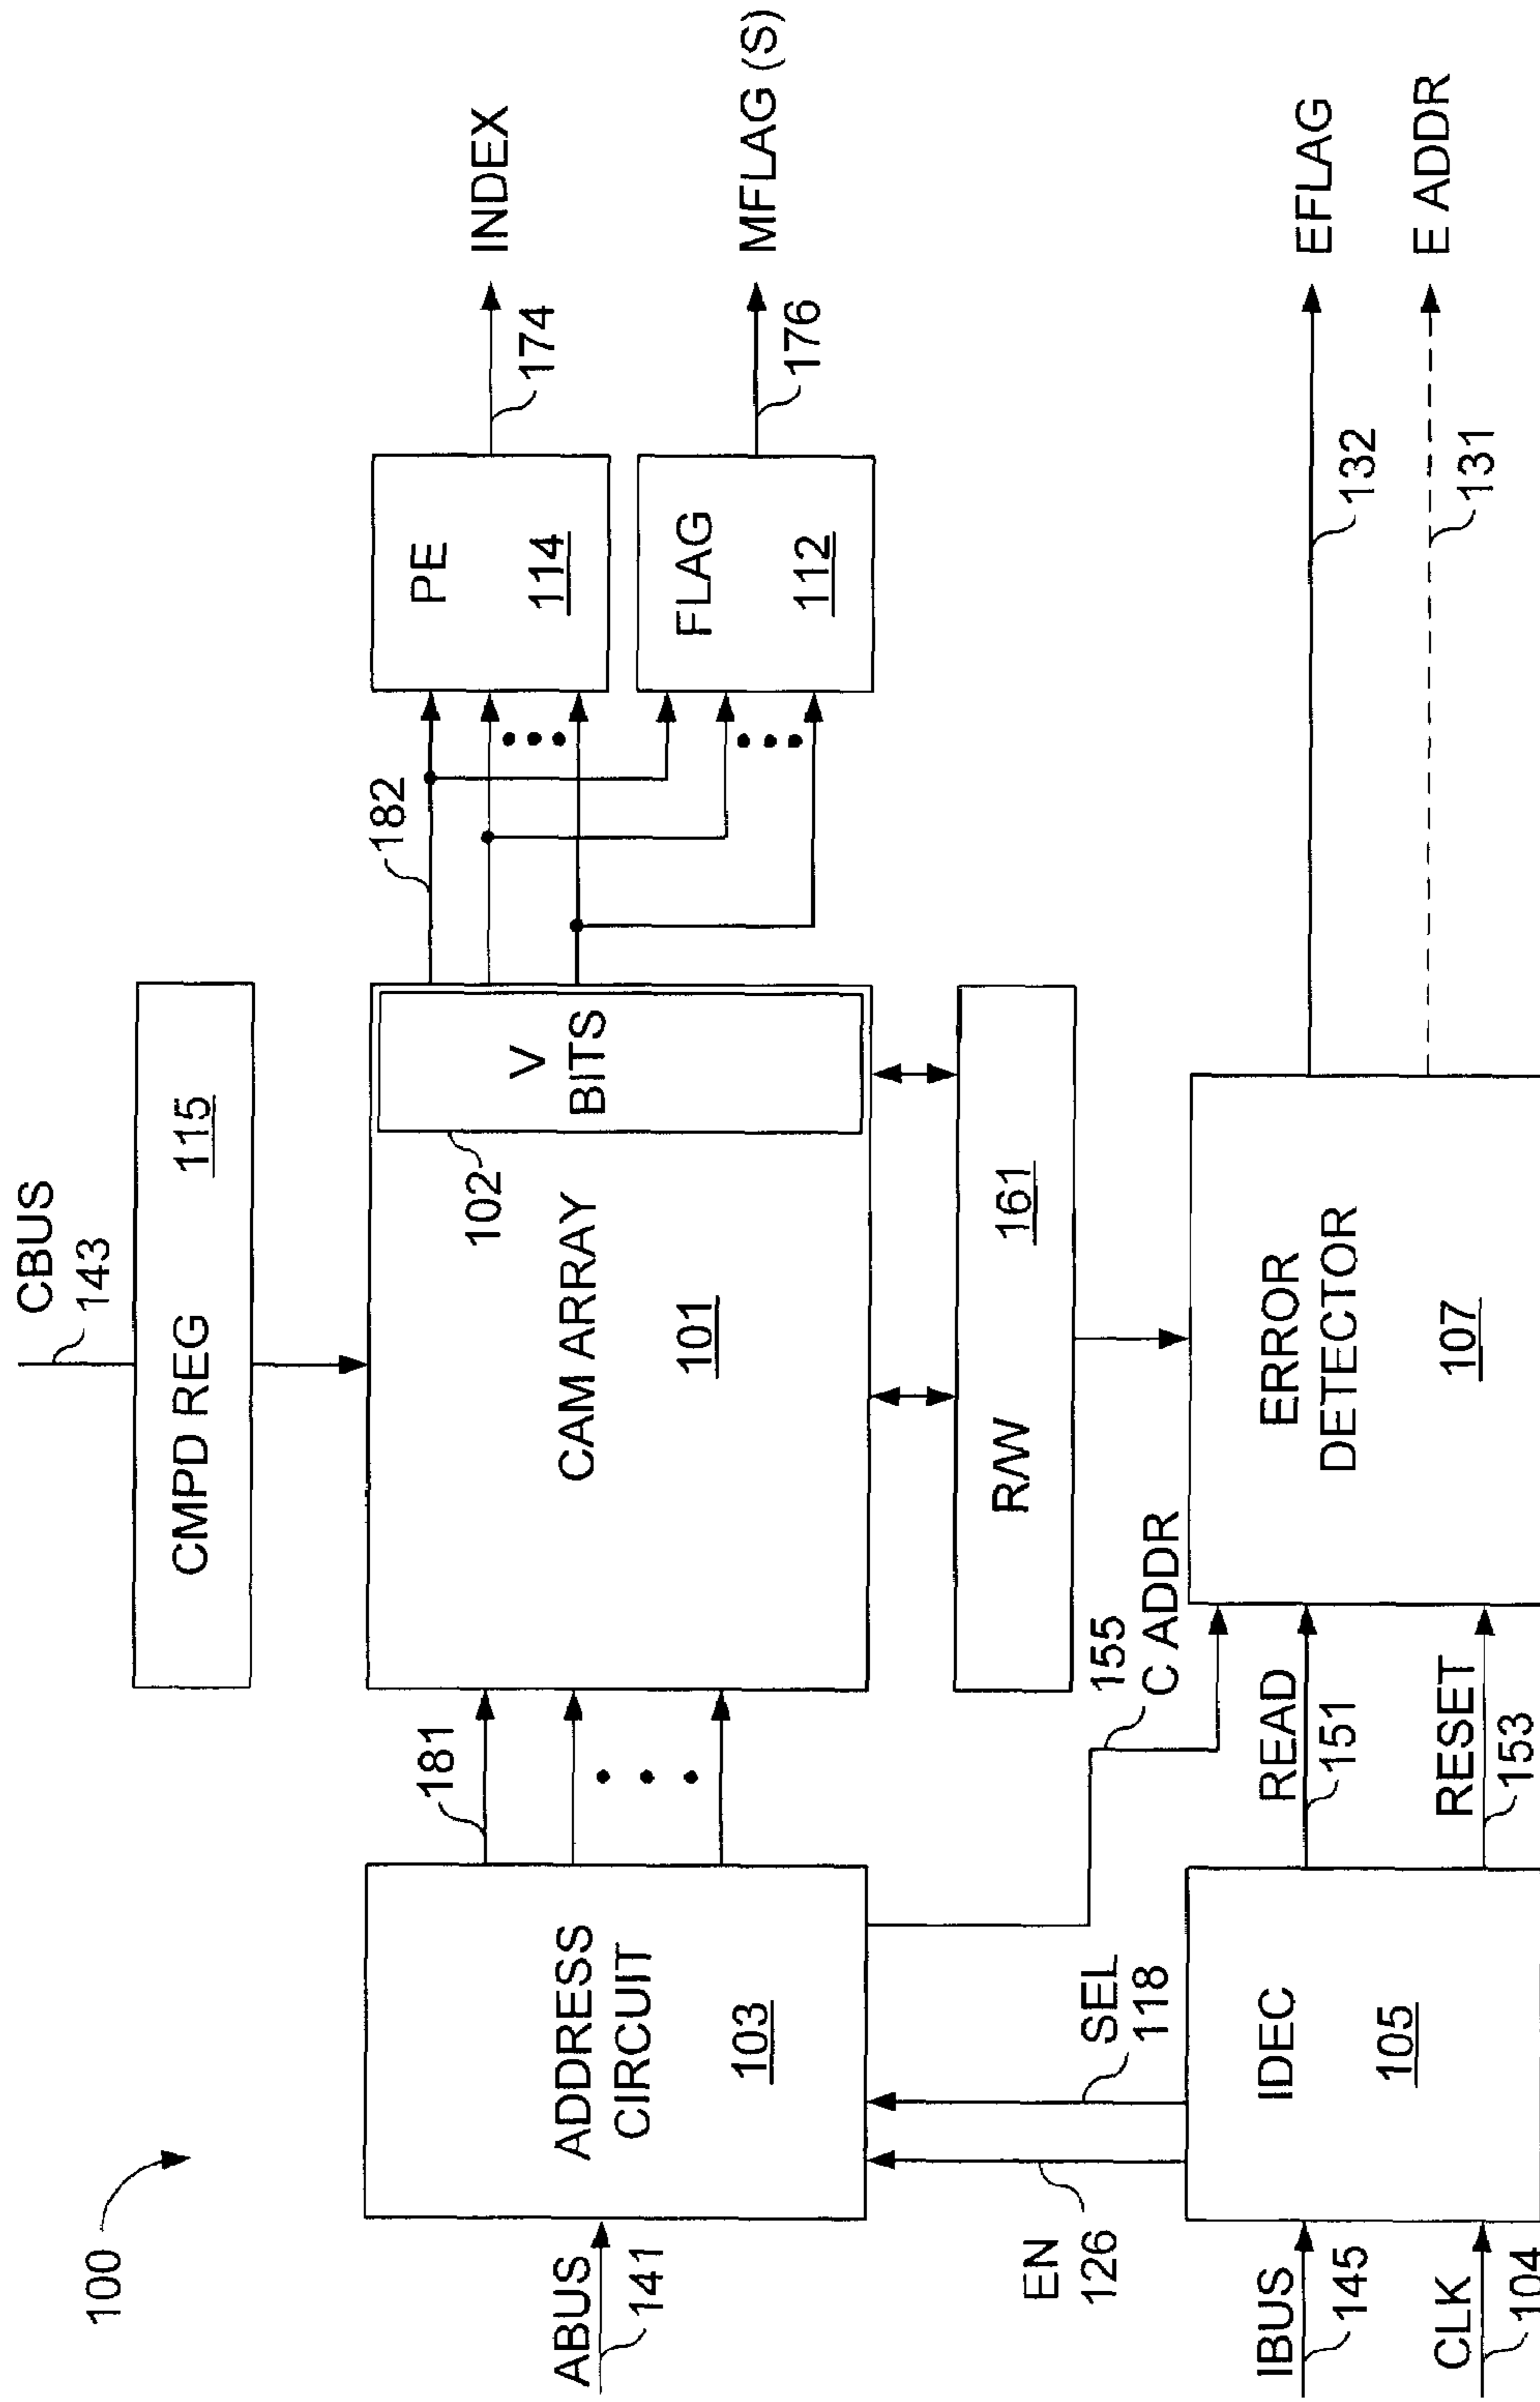 100
CBUS
143
CMPD REG
115
ABUS
141
ADDRESS
CIRCUIT
103
181
CAM ARRAY
101
102
V
BITS
182
PE
114
INDEX
174
FLAG
112
MFLAG (S)
176
R/W
161
EN
126
SEL
118
155
C ADDR
IBUS
145
CLK
104
IDEC
105
READ
151
RESET
153
ERROR
DETECTOR
107
132
EFLAG
131
E ADDR